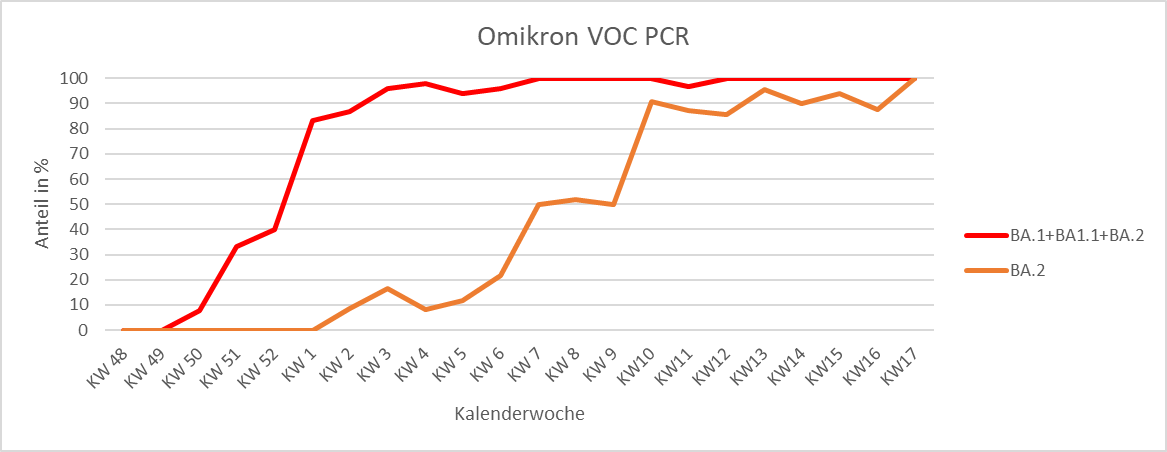 Omikron VOC PCR
Anteil in %
100
90
80
70
60
50
40
30
20
10
0
KW 48
KW 49
KW 50
KW 51
KW 52
KW 1
KW 2
KW 3
KW 4
KW 5
KW 6
KW 7
KW 8
KW 9
KW10
KW11
KW12
KW13
KW14
KW15
KW16
KW17
Kalenderwoche
BA.1+BA1.1+BA.2
BA.2